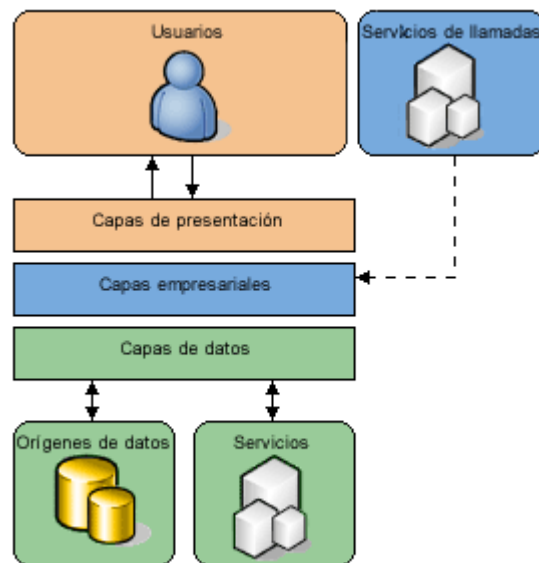 Usuarios
Servicios de llamadas
Capas de presentación
Capas empresariales
Capas de datos
Orígenes de datos
Servicios